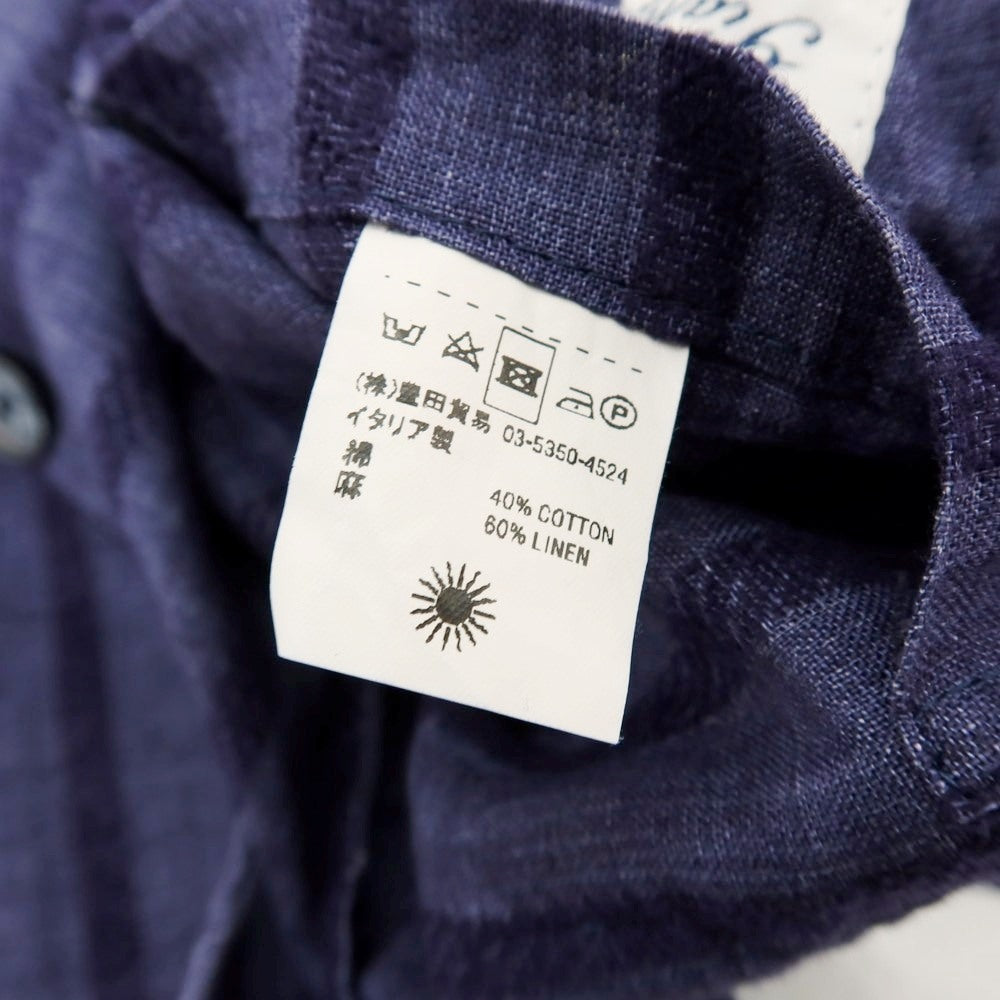 P
(株)豊田貿易 03-5350-4524
イタリア製
綿 40% COTTON
麻 60% LINEN